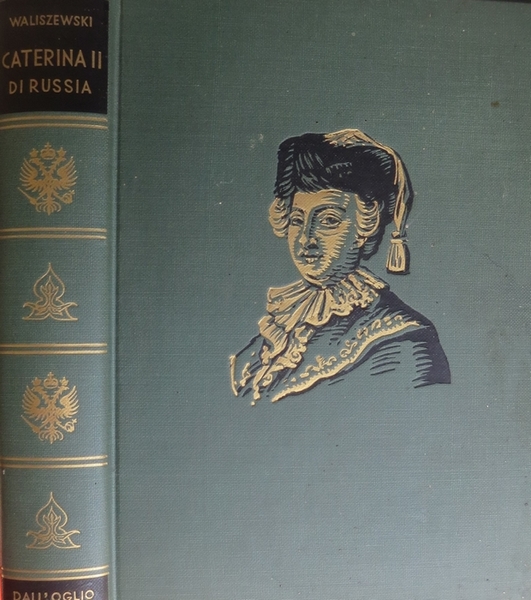 WALISZEWSKI
CATERINA II
DI RUSSIA
DALL'OGLIO